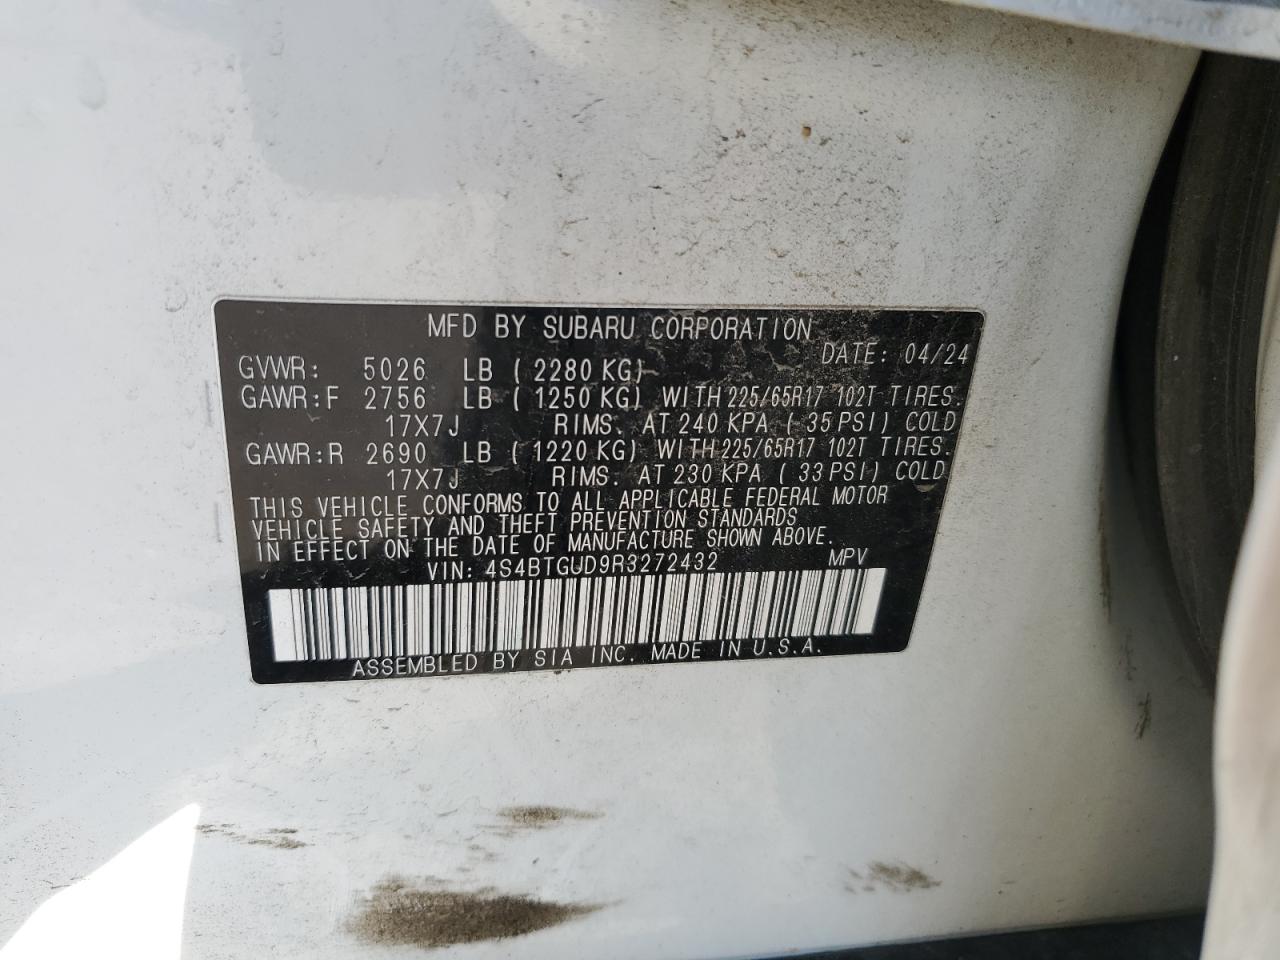 MFD BY SUBARU CORPORATION
DATE: 04/24
GVWR: 5026 LB ( 2280 KG)
GAWR:F 2756 LB ( 1250 KG) WITH 225/65R17 102T TIRES.
17X7J RIMS. AT 240 KPA ( 35 PSI) COLD
GAWR:R 2690 LB ( 1220 KG) WITH 225/65R17 102T TIRES.
17X7J RIMS. AT 230 KPA ( 33 PSI) COLD
THIS VEHICLE CONFORMS TO ALL APPLICABLE FEDERAL MOTOR
VEHICLE SAFETY AND THEFT PREVENTION STANDARDS
IN EFFECT ON THE DATE OF MANUFACTURE SHOWN ABOVE.
VIN: 4S4BTGUD9R3272432 MPV
ASSEMBLED BY SIA INC. MADE IN U.S.A.